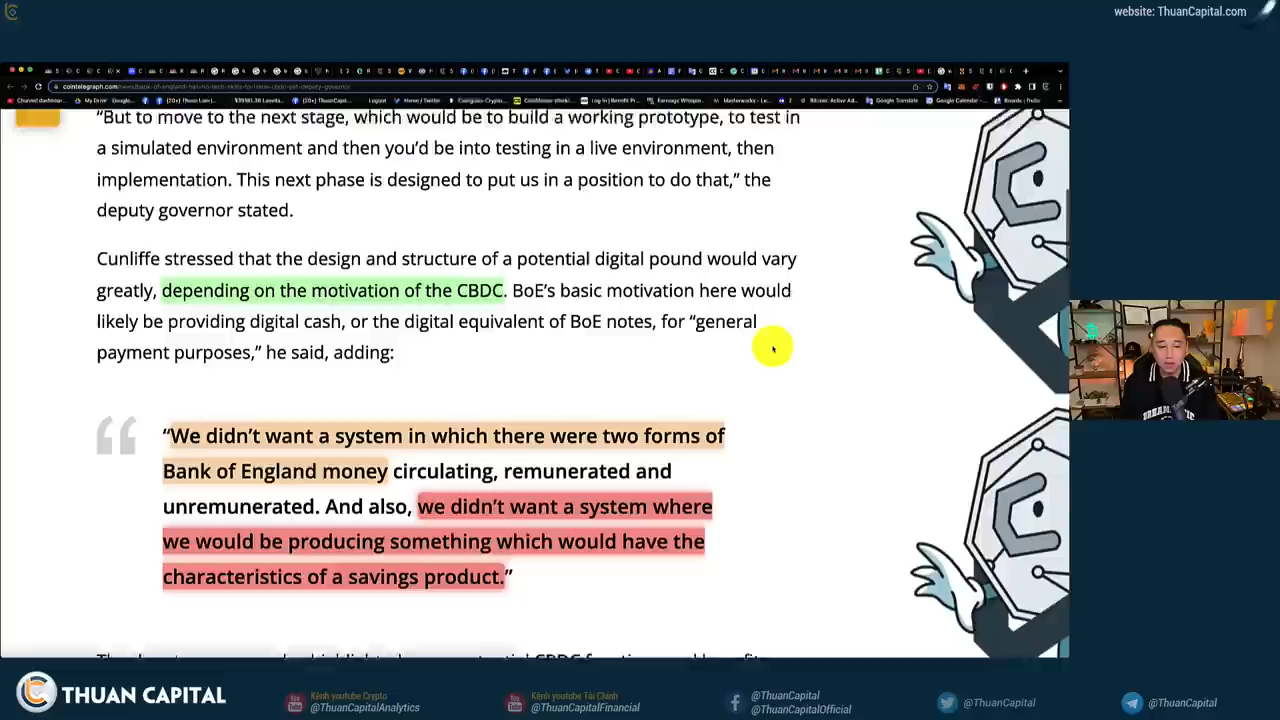 website: ThuanCapital.com
“But to move to the next stage, which would be to build a working prototype, to test in
a simulated environment and then you’d be into testing in a live environment, then
implementation. This next phase is designed to put us in a position to do that,” the
deputy governor stated.
Cunliffe stressed that the design and structure of a potential digital pound would vary
greatly, depending on the motivation of the CBDC. BoE’s basic motivation here would
likely be providing digital cash, or the digital equivalent of BoE notes, for “general
payment purposes,” he said, adding:
“We didn’t want a system in which there were two forms of
Bank of England money circulating, remunerated and
unremunerated. And also, we didn’t want a system where
we would be producing something which would have the
characteristics of a savings product.”
THUAN CAPITAL
Kênh youtube Crypto
@ThuanCapitalAnalytics
Kênh youtube Tài Chính
@ThuanCapitalFinancial
@ThuanCapital
@ThuanCapitalOfficial
@ThuanCapital
@ThuanCapital